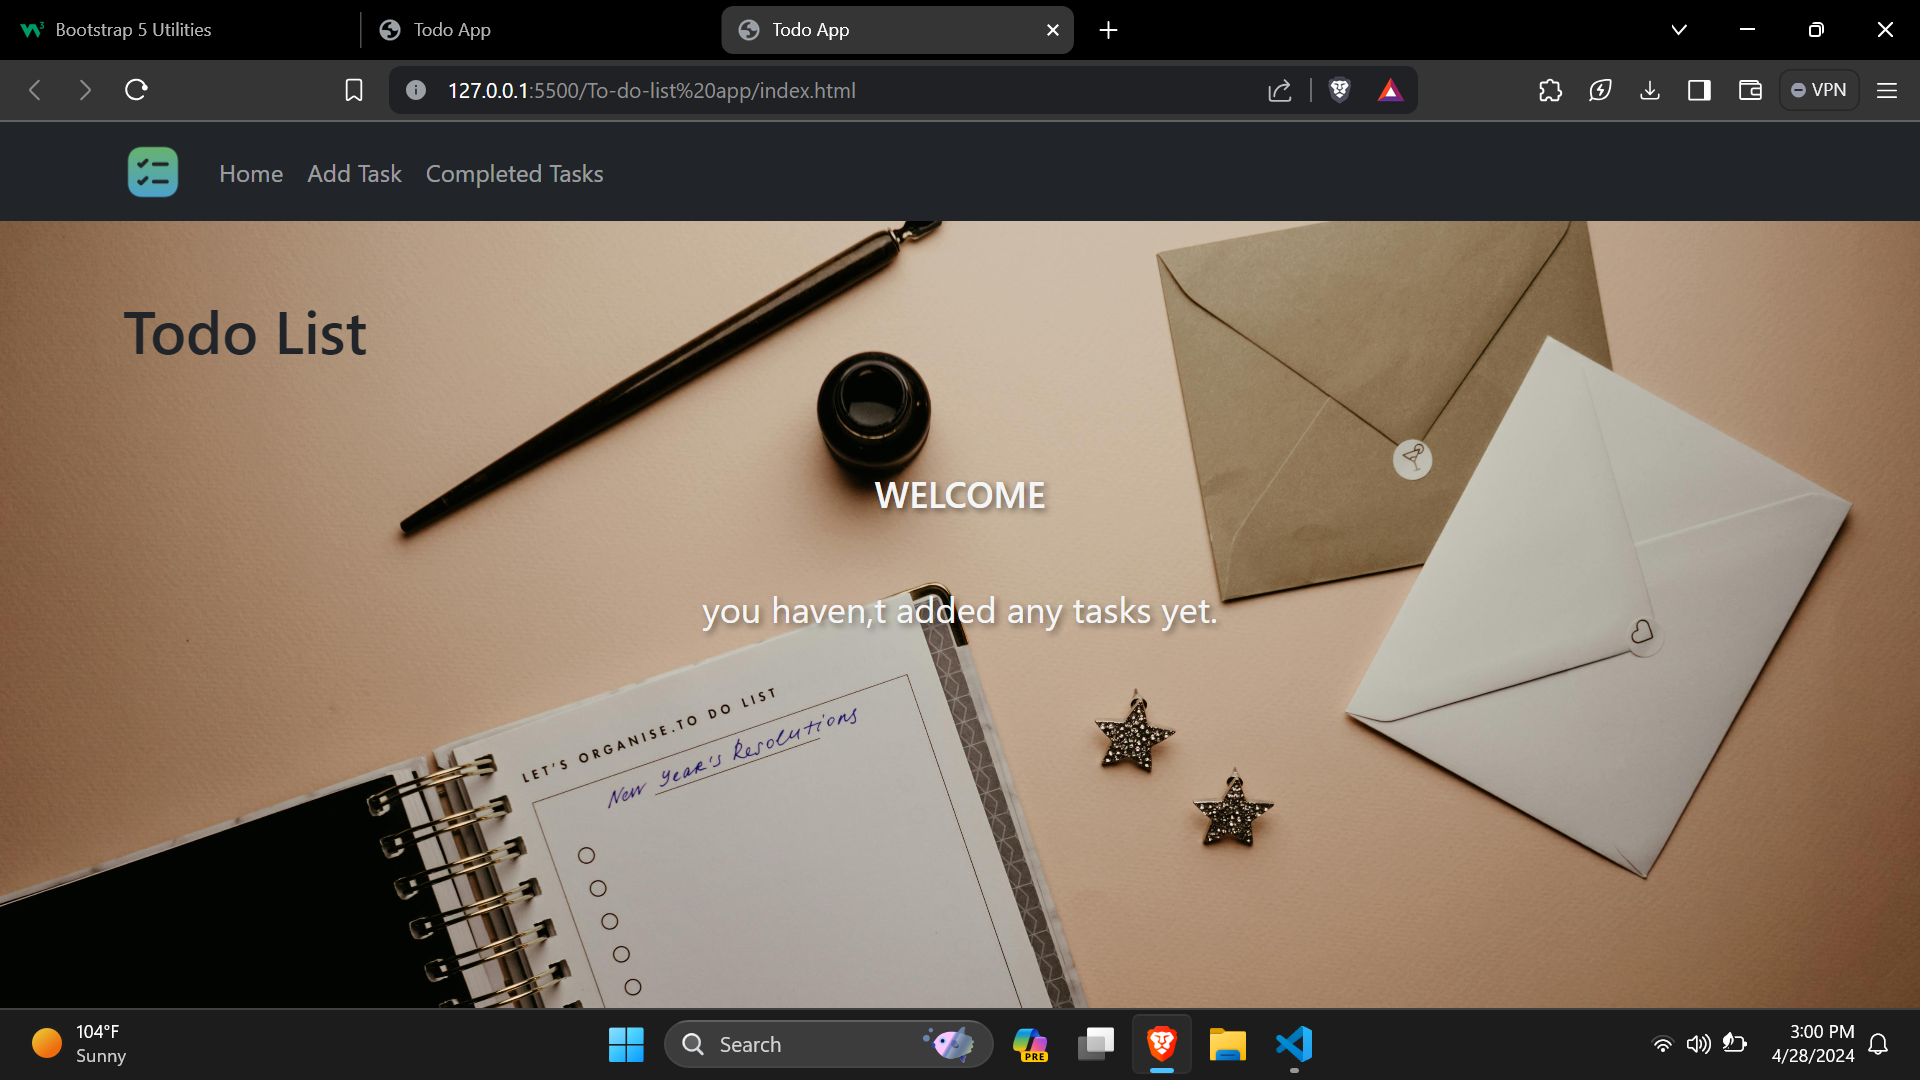 Bootstrap 5 Utilities
Todo App
Todo App
127.0.0.1:5500/To-do-list%20app/index.html
VPN
Home
Add Task
Completed Tasks
Todo List
WELCOME
you haven,t added any tasks yet.
LET'S ORGANISE.TO DO LIST
New Year's Resolutions
104°F
Sunny
Search
PRE
3:00 PM
4/28/2024